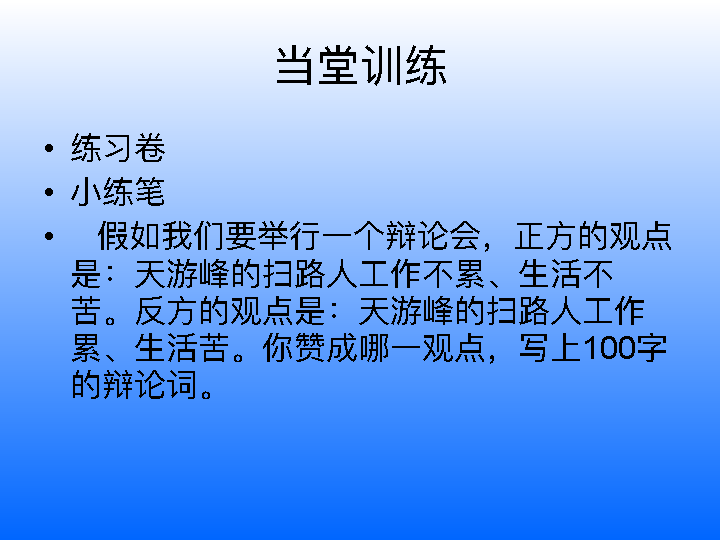 当堂训练
• 练习卷
• 小练笔
• 假如我们要举行一个辩论会，正方的观点
是：天游峰的扫路人工作不累、生活不
苦。反方的观点是：天游峰的扫路人工作
累、生活苦。你赞成哪一观点，写上100字
的辩论词。